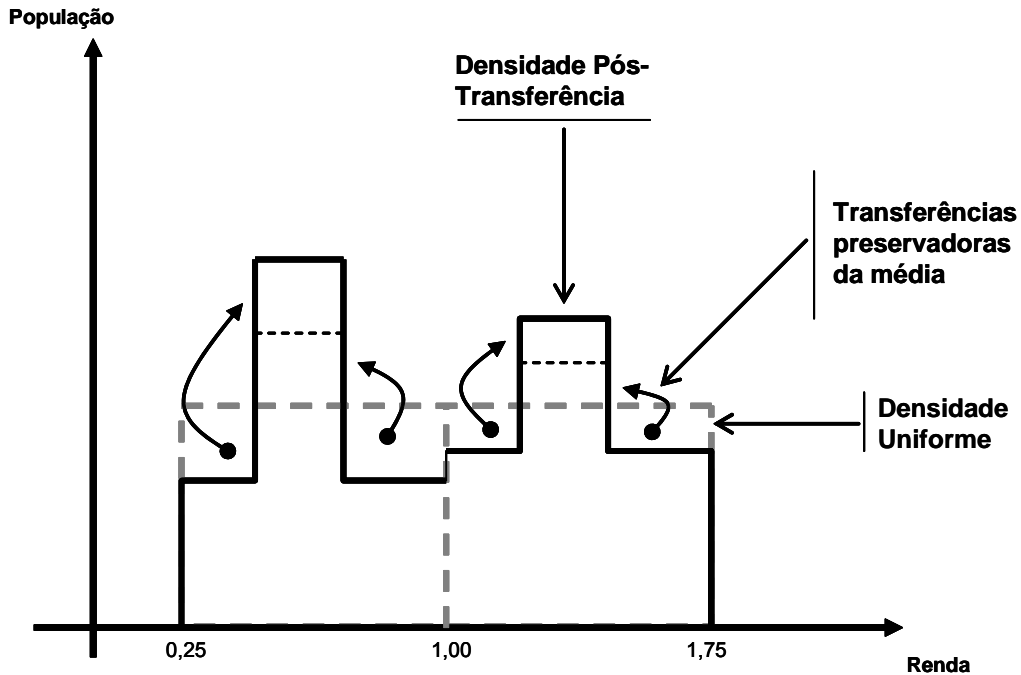 População
Densidade Pós-
Transferência
Transferências
preservadoras
da média
Densidade
Uniforme
0,25
1,00
1,75
Renda